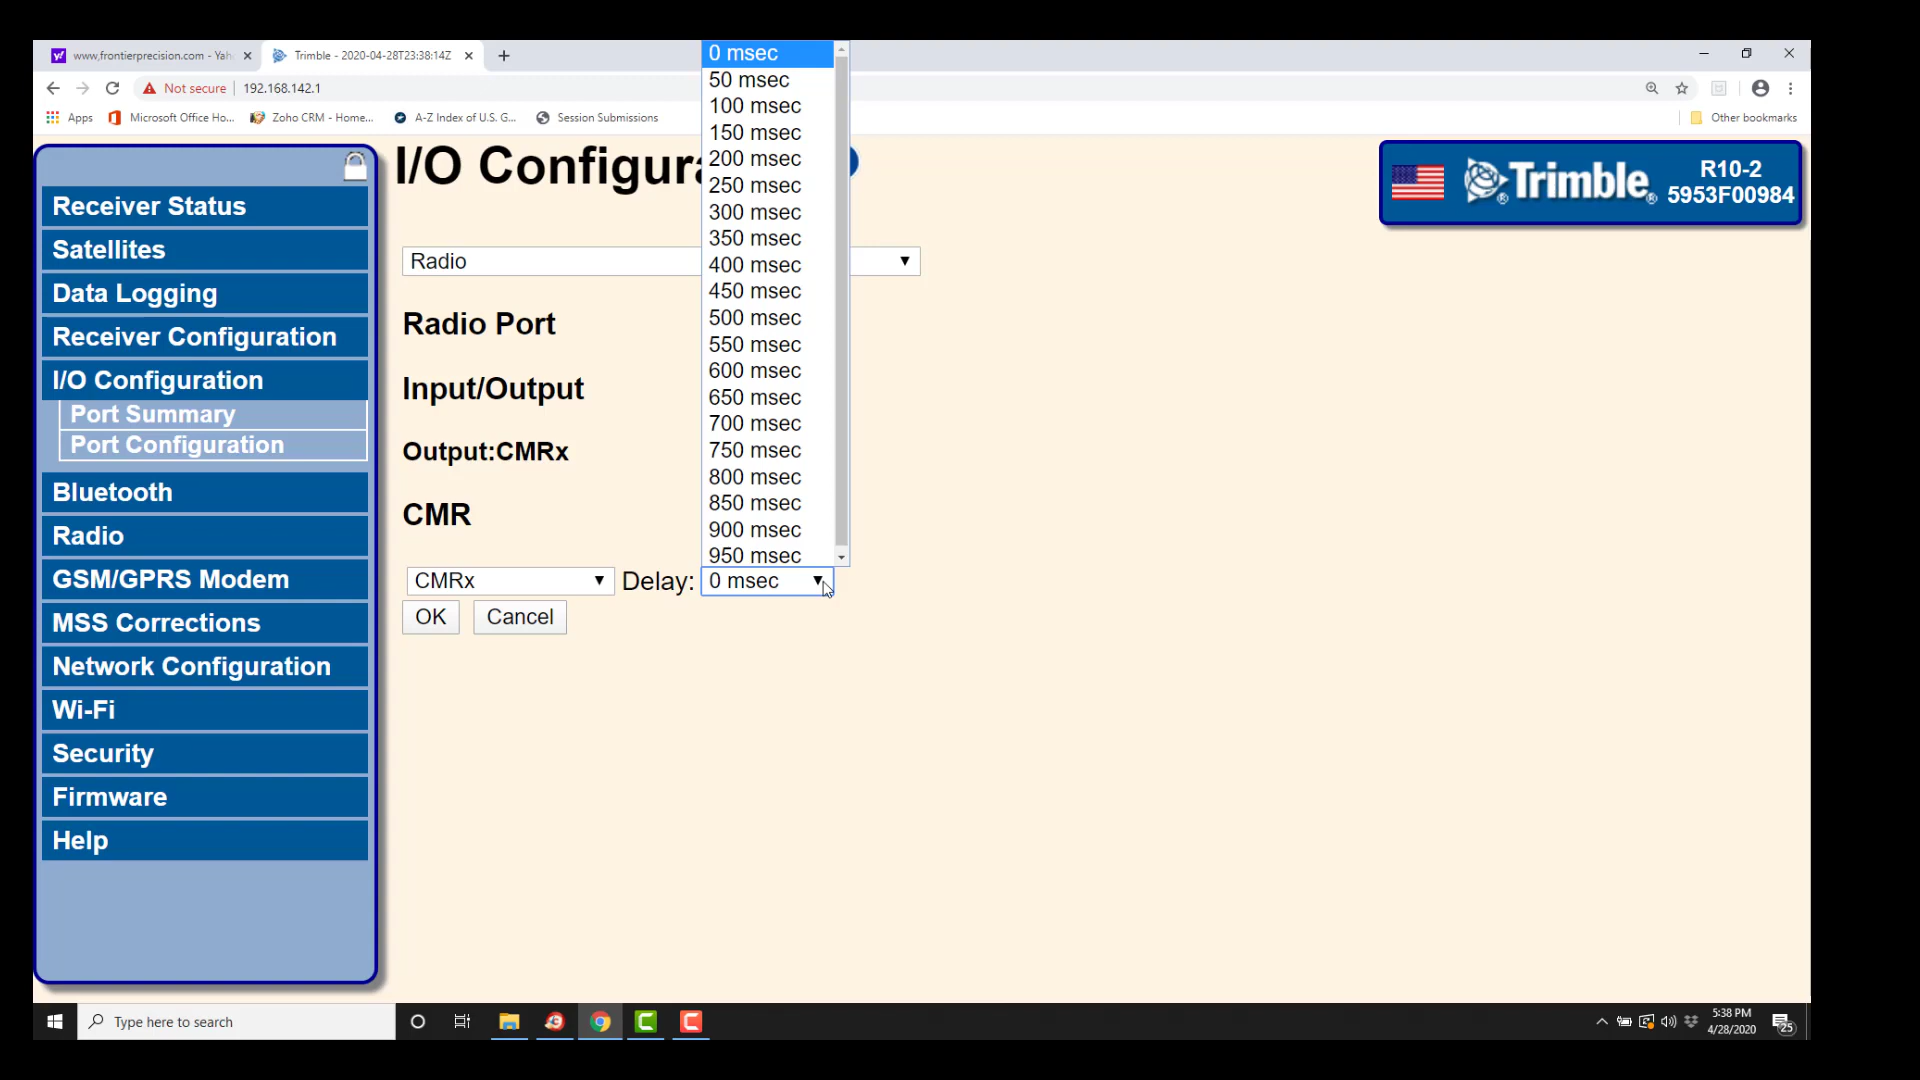 www.frontierprecision.com - Yah
Trimble - 2020-04-28T23:38:14Z
Not secure
192.168.142.1
Apps
Microsoft Office Ho...
Zoho CRM - Home...
A-Z Index of U.S. G...
Session Submissions
Other bookmarks
Receiver Status
Satellites
Data Logging
Receiver Configuration
I/O Configuration
Port Summary
Port Configuration
Bluetooth
Radio
GSM/GPRS Modem
MSS Corrections
Network Configuration
Wi-Fi
Security
Firmware
Help
I/O Configura
Radio
Radio Port
Input/Output
Output:CMRx
CMR
CMRx
Delay:
0 msec
OK
Cancel
0 msec
50 msec
100 msec
150 msec
200 msec
250 msec
300 msec
350 msec
400 msec
450 msec
500 msec
550 msec
600 msec
650 msec
700 msec
750 msec
800 msec
850 msec
900 msec
950 msec
Trimble®
R10-2
5953F00984
Type here to search
5:38 PM
4/28/2020
25